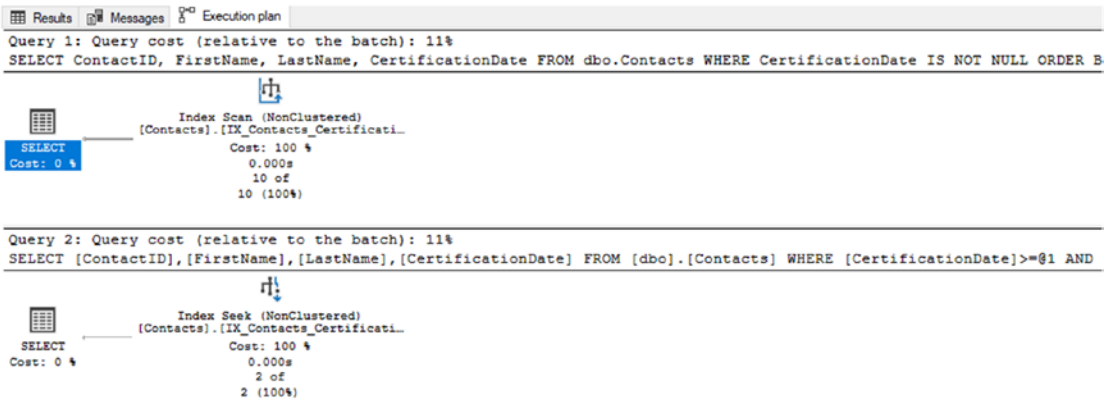 Results Messages Execution plan
Query 1: Query cost (relative to the batch): 11%
SELECT ContactID, FirstName, LastName, CertificationDate FROM dbo.Contacts WHERE CertificationDate IS NOT NULL ORDER B
Index Scan (NonClustered)
[Contacts].[IX_Contacts_Certificati…
SELECT
Cost: 0 %
Cost: 100 %
0.000s
10 of
10 (100%)
Query 2: Query cost (relative to the batch): 11%
SELECT [ContactID],[FirstName],[LastName],[CertificationDate] FROM [dbo].[Contacts] WHERE [CertificationDate]>=@1 AND
Index Seek (NonClustered)
[Contacts].[IX_Contacts_Certificati…
SELECT
Cost: 0 %
Cost: 100 %
0.000s
2 of
2 (100%)